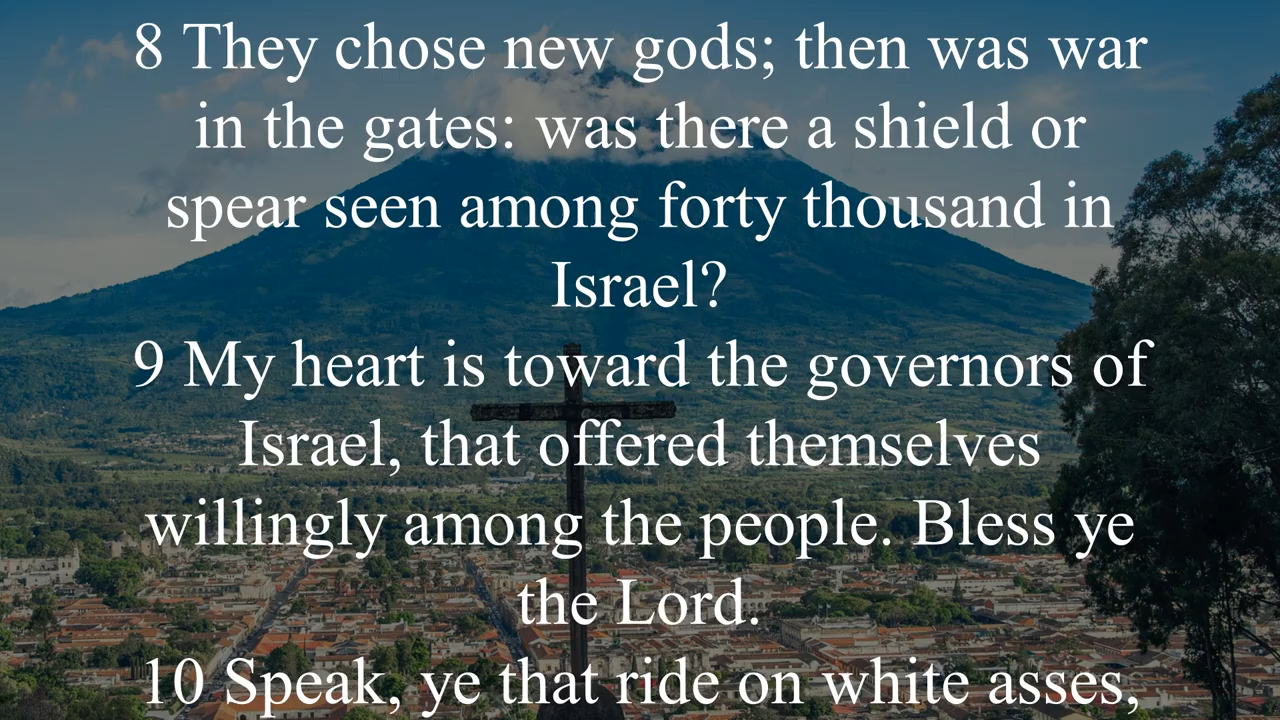 8 They chose new gods; then was war
in the gates: was there a shield or
spear seen among forty thousand in
Israel?
9 My heart is toward the governors of
Israel, that offered themselves
willingly among the people. Bless ye
the Lord.
10 Speak, ye that ride on white asses,